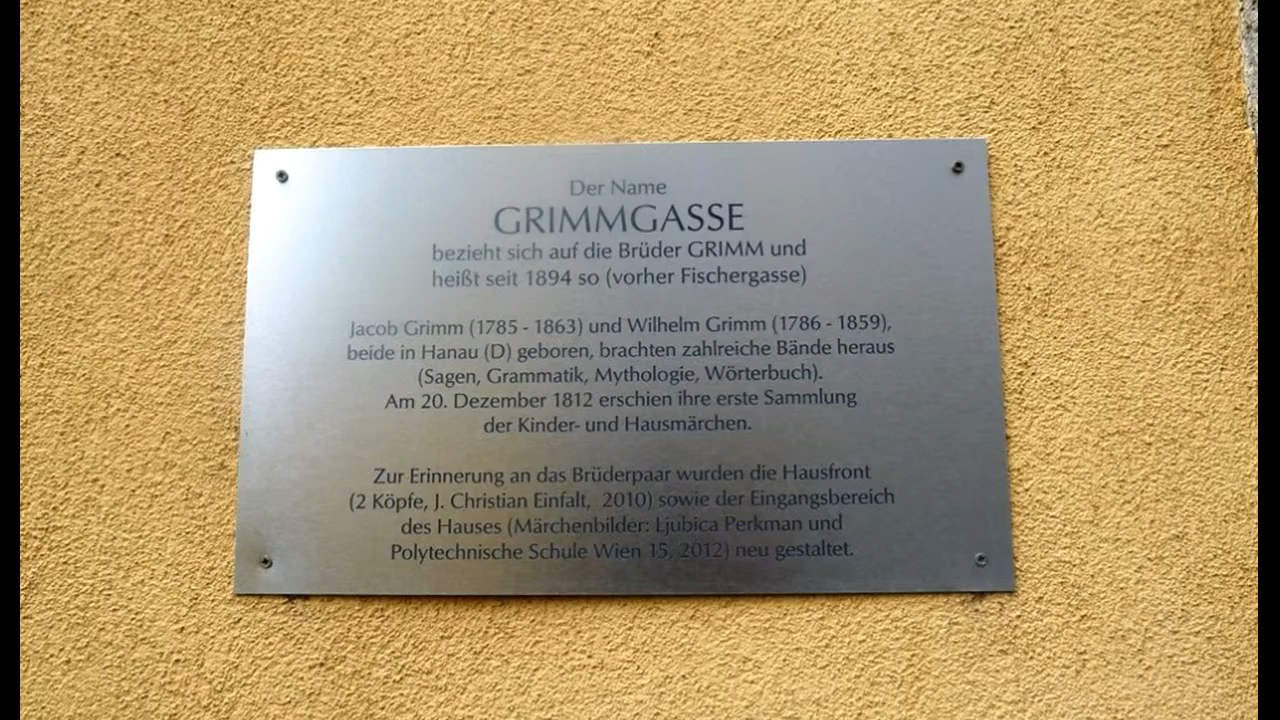 Der Name
GRIMMGASSE
bezieht sich auf die Brüder GRIMM und
heißt seit 1894 so (vorher Fischergasse)
Jacob Grimm (1785 - 1863) und Wilhelm Grimm (1786 - 1859),
beide in Hanau (D) geboren, brachten zahlreiche Bände heraus
(Sagen, Grammatik, Mythologie, Wörterbuch).
Am 20. Dezember 1812 erschien ihre erste Sammlung
der Kinder- und Hausmärchen.
Zur Erinnerung an das Brüderpaar wurden die Hausfront
(2 Köpfe, J. Christian Einfalt, 2010) sowie der Eingangsbereich
des Hauses (Märchenbilder: Ljubica Perkman und
Polytechnische Schule Wien 15, 2012) neu gestaltet.